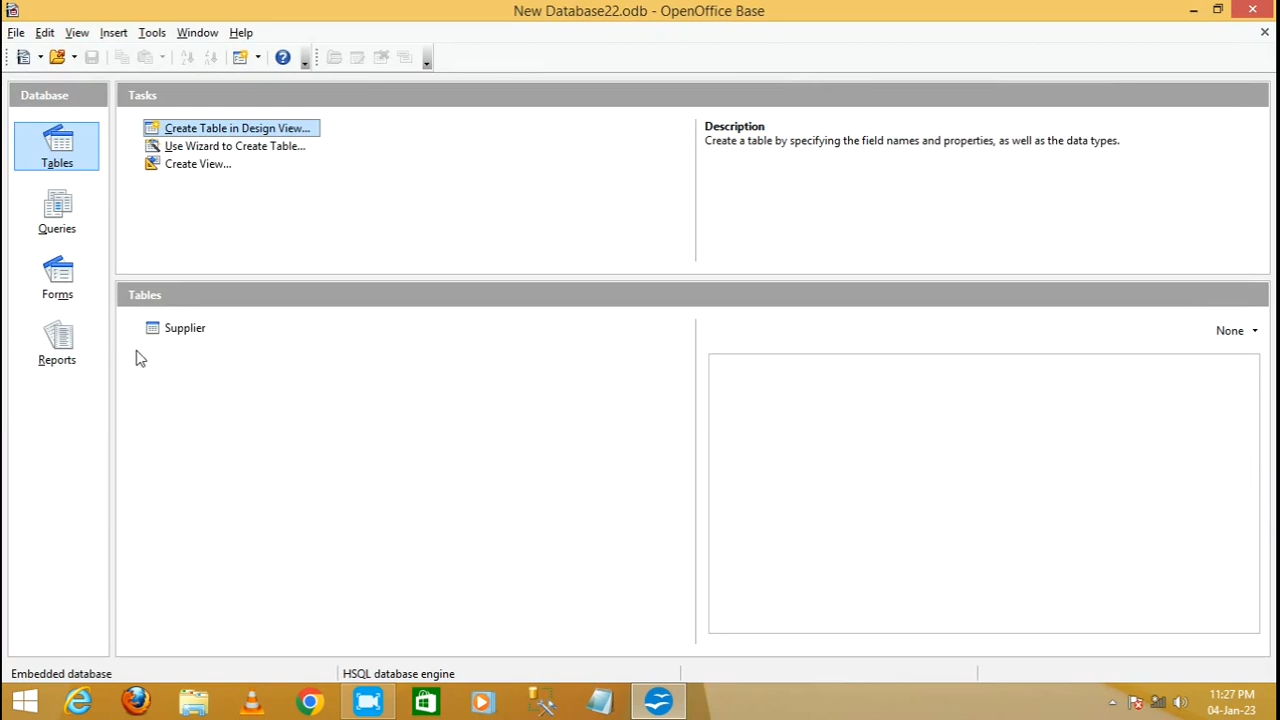 New Database22.odb - OpenOffice Base
File Edit View Insert Tools Window Help
Database
Tasks
Tables
Queries
Forms
Reports
Create Table in Design View...
Use Wizard to Create Table...
Create View...
Description
Create a table by specifying the field names and properties, as well as the data types.
Tables
Supplier
None
Embedded database
HSQL database engine
11:27 PM
04-Jan-23